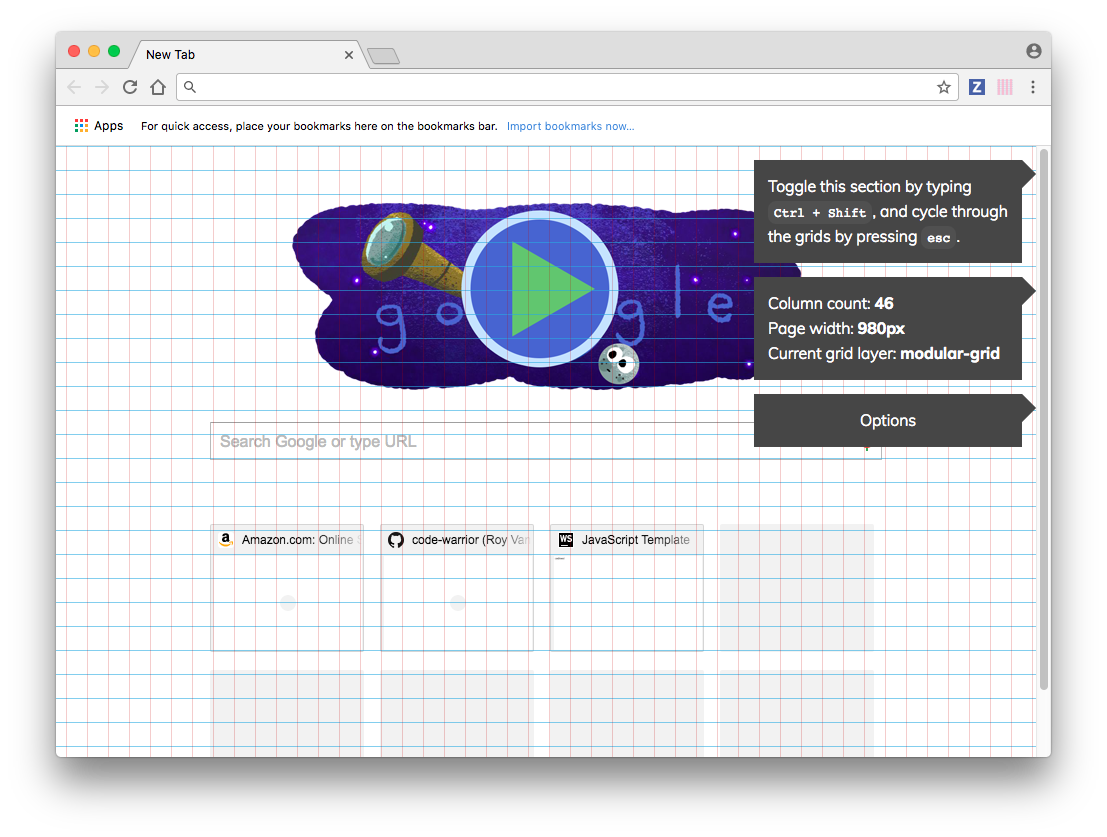 New Tab
Z
Apps For quick access, place your bookmarks here on the bookmarks bar. Import bookmarks now...
Toggle this section by typing
Ctrl + Shift, and cycle through
the grids by pressing esc.
google
Column count: 46
Page width: 980px
Current grid layer: modular-grid
Options
Search Google or type URL
a Amazon.com: Online S
code-warrior (Roy Van
WS JavaScript Template